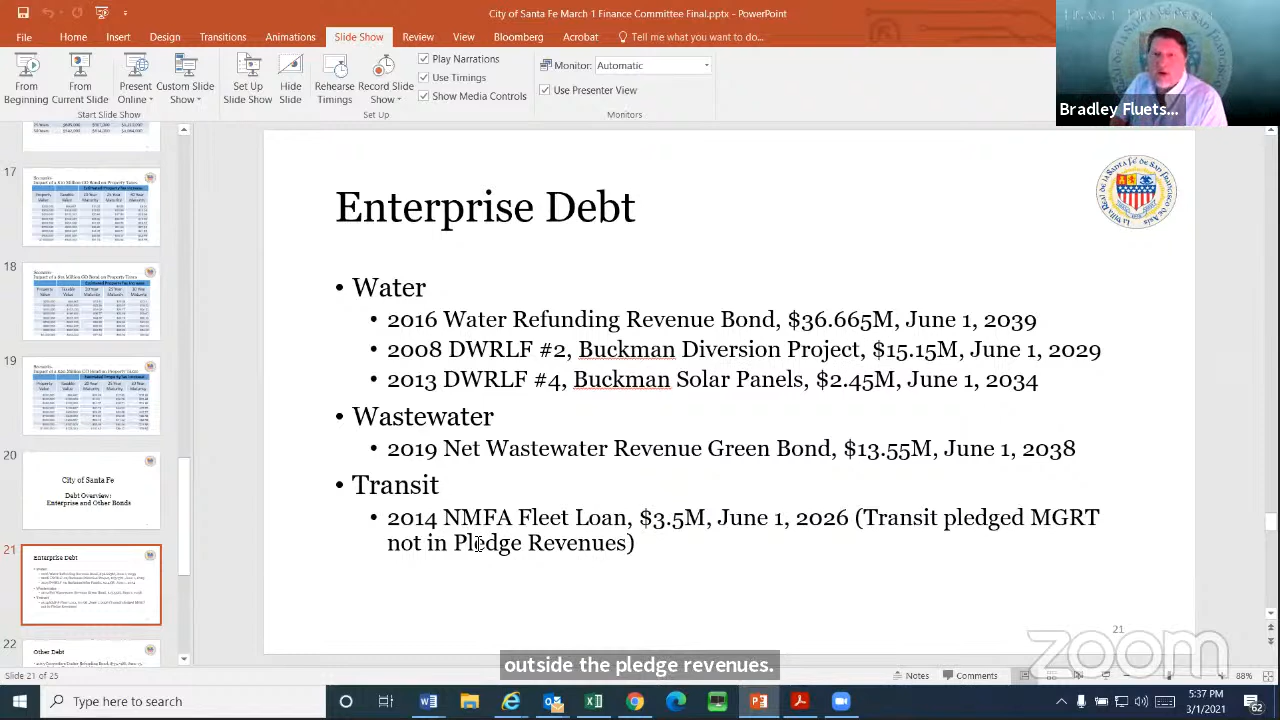 City of Santa Fe Finance Committee Final.pptx - PowerPoint
File Home Insert Design Transitions Animations Slide Show Review View Bloomberg Acrobat Tell me what you want to do...
From Beginning
From Current Slide
Present Online
Custom Slide Show
Start Slide Show
Set Up Slide Show
Hide Slide
Rehearse Timings
Record Slide Show
Set Up
Play Narrations
Use Timings
Show Media Controls
Monitor: Automatic
Use Presenter View
Monitors
Bradley Fluets...
17
18
20
City of Santa Fe
Debt Overview:
Enterprise and Other Bonds
21
Enterprise Debt
22
Other Debt
Enterprise Debt
• Water
• 2016 Water Refunding Revenue Bond, $36.665M, June 1, 2039
• 2008 DWRLF #2, Buckman Diversion Project, $15.15M, June 1, 2029
• 2013 DWRLF #4, Buckman Solar Panels, $2.45M, June 1, 2034
• Wastewater
• 2019 Net Wastewater Revenue Green Bond, $13.55M, June 1, 2038
• Transit
• 2014 NMFA Fleet Loan, $3.5M, June 1, 2026 (Transit pledged MGRT
not in Pledge Revenues)
21
zoom
outside the pledge revenues.
Slide 21 of 25
Notes
Comments
88%
5:37 PM
3/1/2021